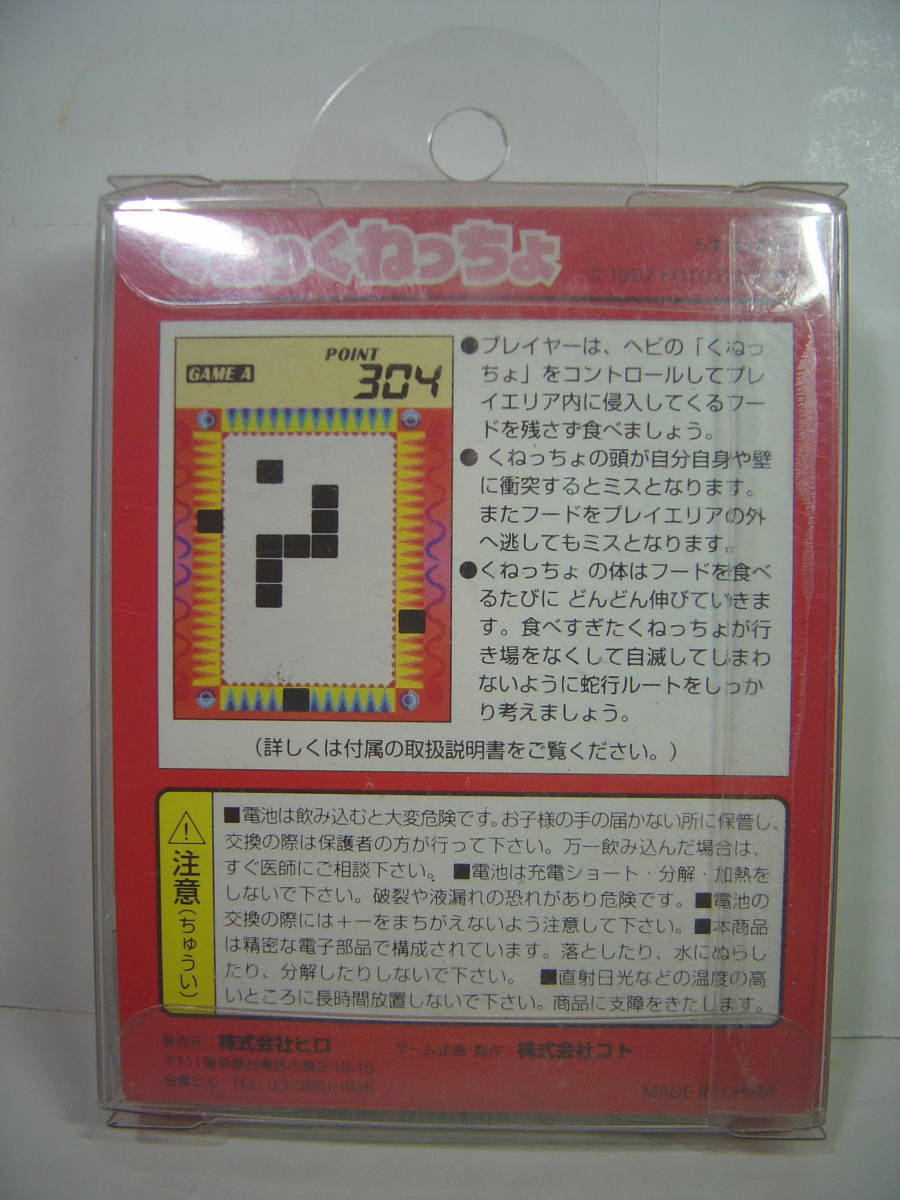 くねっくねっちょ
GAME A
POINT
304
●プレイヤーは、ヘビの「くねっ
ちょ」をコントロールしてプレ
イエリア内に侵入してくるフー
ドを残さず食べましょう。
●くねっちょの頭が自分自身や壁
に衝突するとミスとなります。
またフードをプレイエリアの外
へ逃してもミスとなります。
●くねっちょ の体はフードを食べ
るたびに どんどん伸びていきま
す。食べすぎたくねっちょが行
き場をなくして自滅してしまわ
ないように蛇行ルートをしっか
り考えましょう。
(詳しくは付属の取扱説明書をご覧ください。)
注意(ちゅうい)
■電池は飲み込むと大変危険です。お子様の手の届かない所に保管し、
交換の際は保護者の方が行って下さい。万一飲み込んだ場合は、
すぐ医師にご相談下さい。 ■電池は充電ショート・分解・加熱を
しないで下さい。破裂や液漏れの恐れがあり危険です。■電池の
交換の際には+−をまちがえないよう注意して下さい。■本商品
は精密な電子部品で構成されています。落としたり、水にぬらし
たり、分解したりしないで下さい。 ■直射日光などの温度の高
いところに長時間放置しないで下さい。商品に支障をきたします。
発売元:株式会社ヒロ
ゲーム企画・製作:株式会社コト
〒111東京都台東区小島2-18-15
TEL 03-3851-1616
MADE IN CHINA